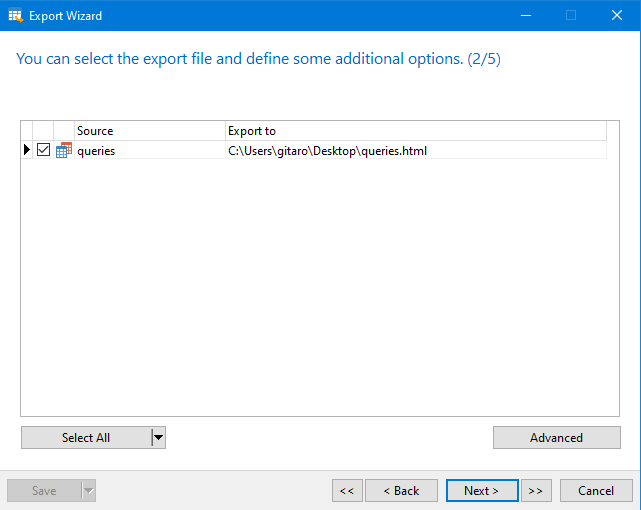 Export Wizard
You can select the export file and define some additional options. (2/5)
Source Export to
queries C:\Users\gitaro\Desktop\queries.html
Select All Advanced
Save << < Back Next > >> Cancel